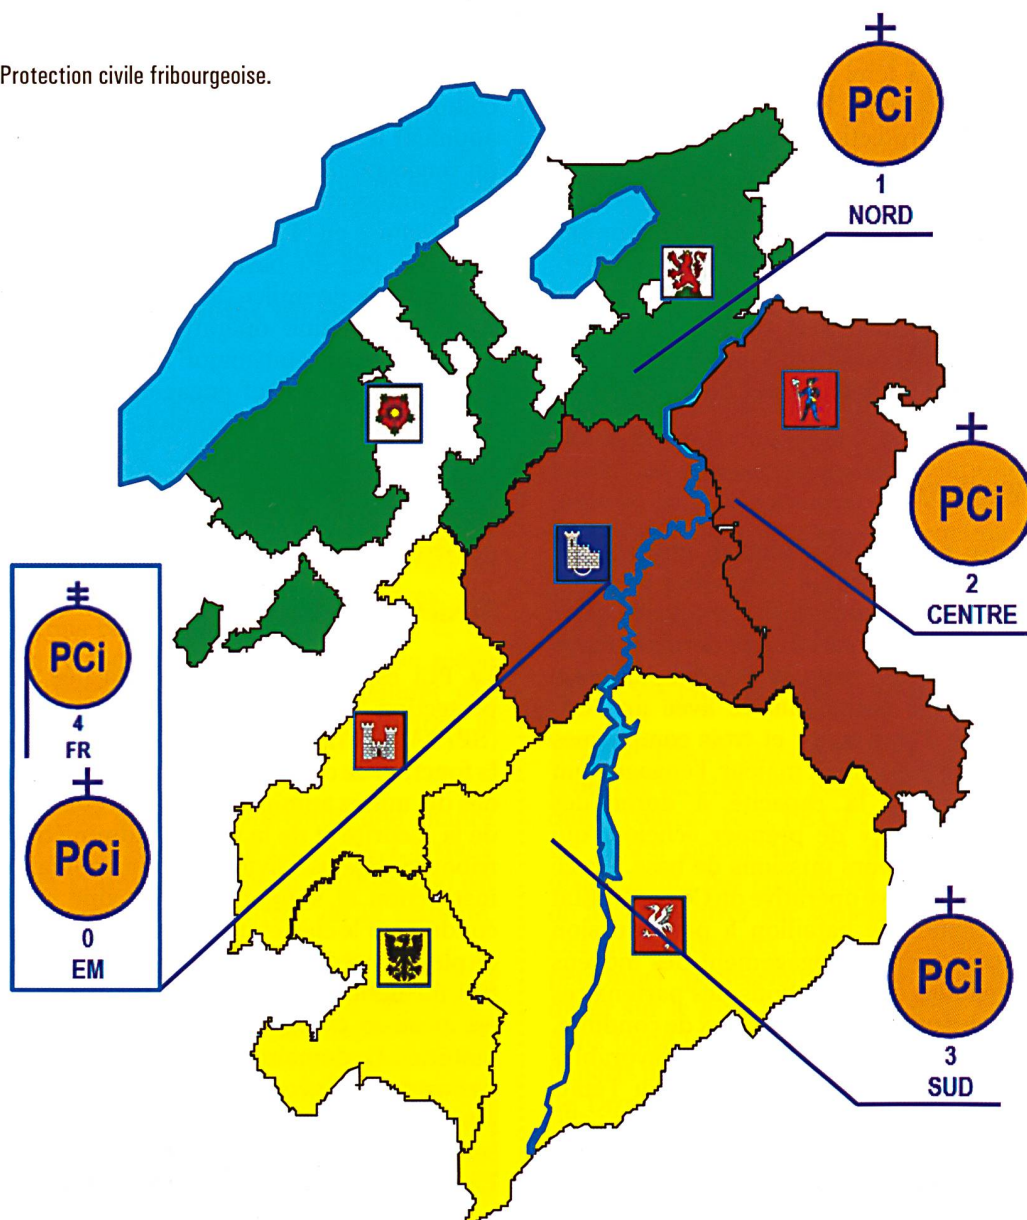 Protection civile fribourgeoise.
PCi
1
NORD
PCi
2
CENTRE
PCi
4
FR
PCi
0
EM
PCi
3
SUD